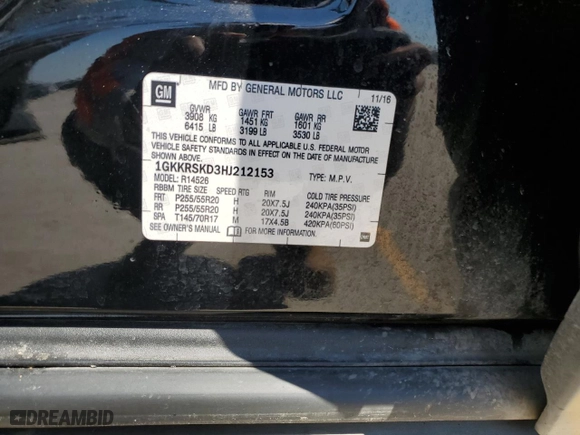 GM
MFD BY GENERAL MOTORS LLC
11/16
GVWR GAWR FRT GAWR RR
3908 KG 1451 KG 1601 KG
6415 LB 3199 LB 3530 LB
THIS VEHICLE CONFORMS TO ALL APPLICABLE U.S. FEDERAL MOTOR
VEHICLE SAFETY STANDARDS IN EFFECT ON THE DATE OF MANUFACTURE
SHOWN ABOVE.
1GKKRSKD3HJ212153
TYPE: M.P.V.
MODEL: R14526
RBBM TIRE SIZE SPEED RTG RIM COLD TIRE PRESSURE
FRT P255/55R20 H 20X7.5J 240KPA(35PSI)
RR P255/55R20 H 20X7.5J 240KPA(35PSI)
SPA T145/70R17 M 17X4.5B 420KPA(60PSI)
SEE OWNER'S MANUAL FOR MORE INFORMATION.
DREAMBID